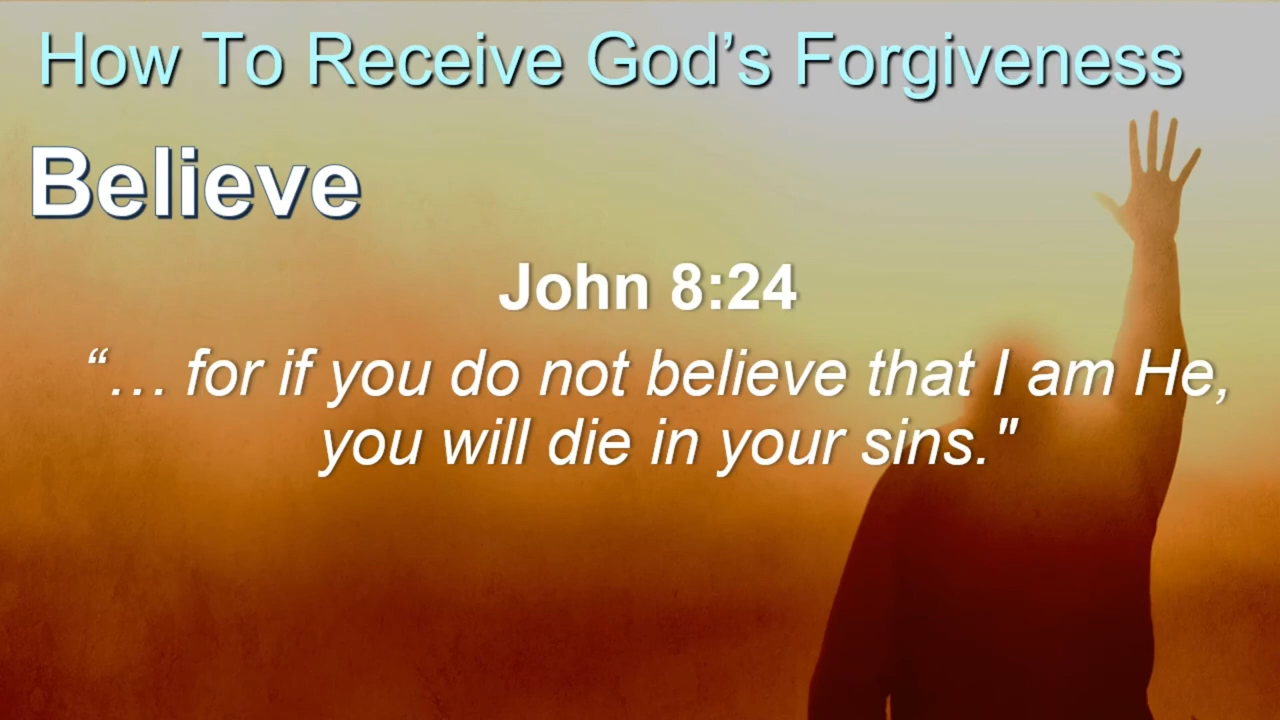 How To Receive God’s Forgiveness
Believe
John 8:24
“… for if you do not believe that I am He,
you will die in your sins."